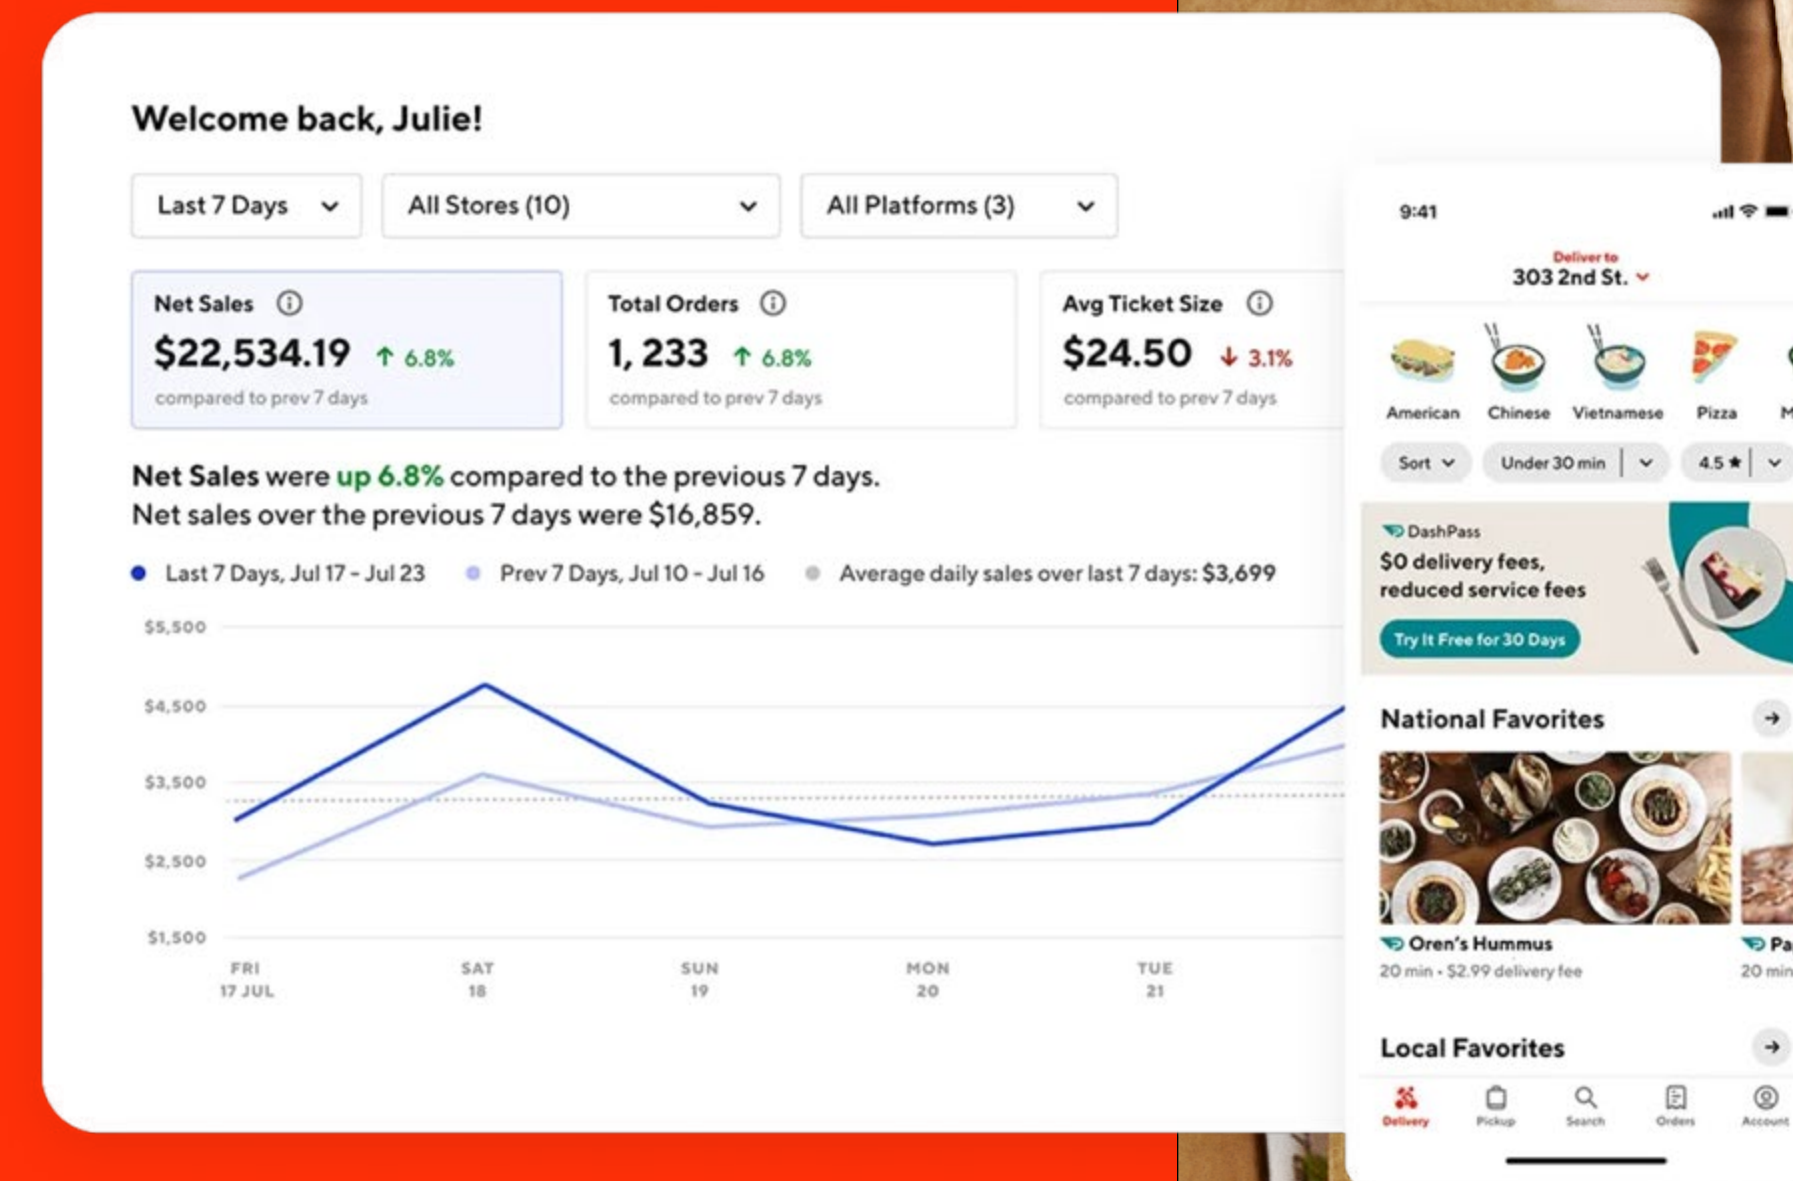 Welcome back, Julie!
Last 7 Days
All Stores (10)
All Platforms (3)
Net Sales
$22,534.19 ↑ 6.8%
compared to prev 7 days
Total Orders
1, 233 ↑ 6.8%
compared to prev 7 days
Avg Ticket Size
$24.50 ↓ 3.1%
compared to prev 7 days
Net Sales were up 6.8% compared to the previous 7 days.
Net sales over the previous 7 days were $16,859.
Last 7 Days, Jul 17 - Jul 23
Prev 7 Days, Jul 10 - Jul 16
Average daily sales over last 7 days: $3,699
$5,500
$4,500
$3,500
$2,500
$1,500
FRI
17 JUL
SAT
18
SUN
19
MON
20
TUE
21
9:41
Deliver to
303 2nd St.
American
Chinese
Vietnamese
Pizza
Sort
Under 30 min
4.5 ★
DashPass
$0 delivery fees,
reduced service fees
Try It Free for 30 Days
National Favorites
Oren's Hummus
20 min • $2.99 delivery fee
Pa
20 min
Local Favorites
Delivery
Pickup
Search
Orders
Account